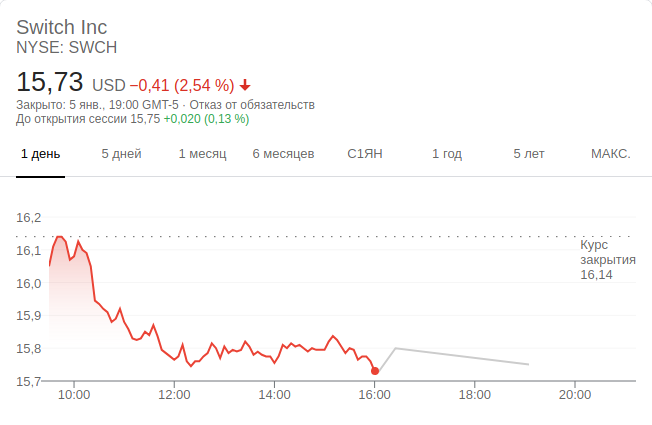 Switch Inc
NYSE: SWCH
15,73 USD −0,41 (2,54 %)
Закрыто: 5 янв., 19:00 GMT-5 · Отказ от обязательств
До открытия сессии 15,75 +0,020 (0,13 %)
1 день 5 дней 1 месяц 6 месяцев С1ЯН 1 год 5 лет МАКС.
16,2
16,1
16,0
15,9
15,8
15,7
Курс
закрытия
16,14
10:00 12:00 14:00 16:00 18:00 20:00